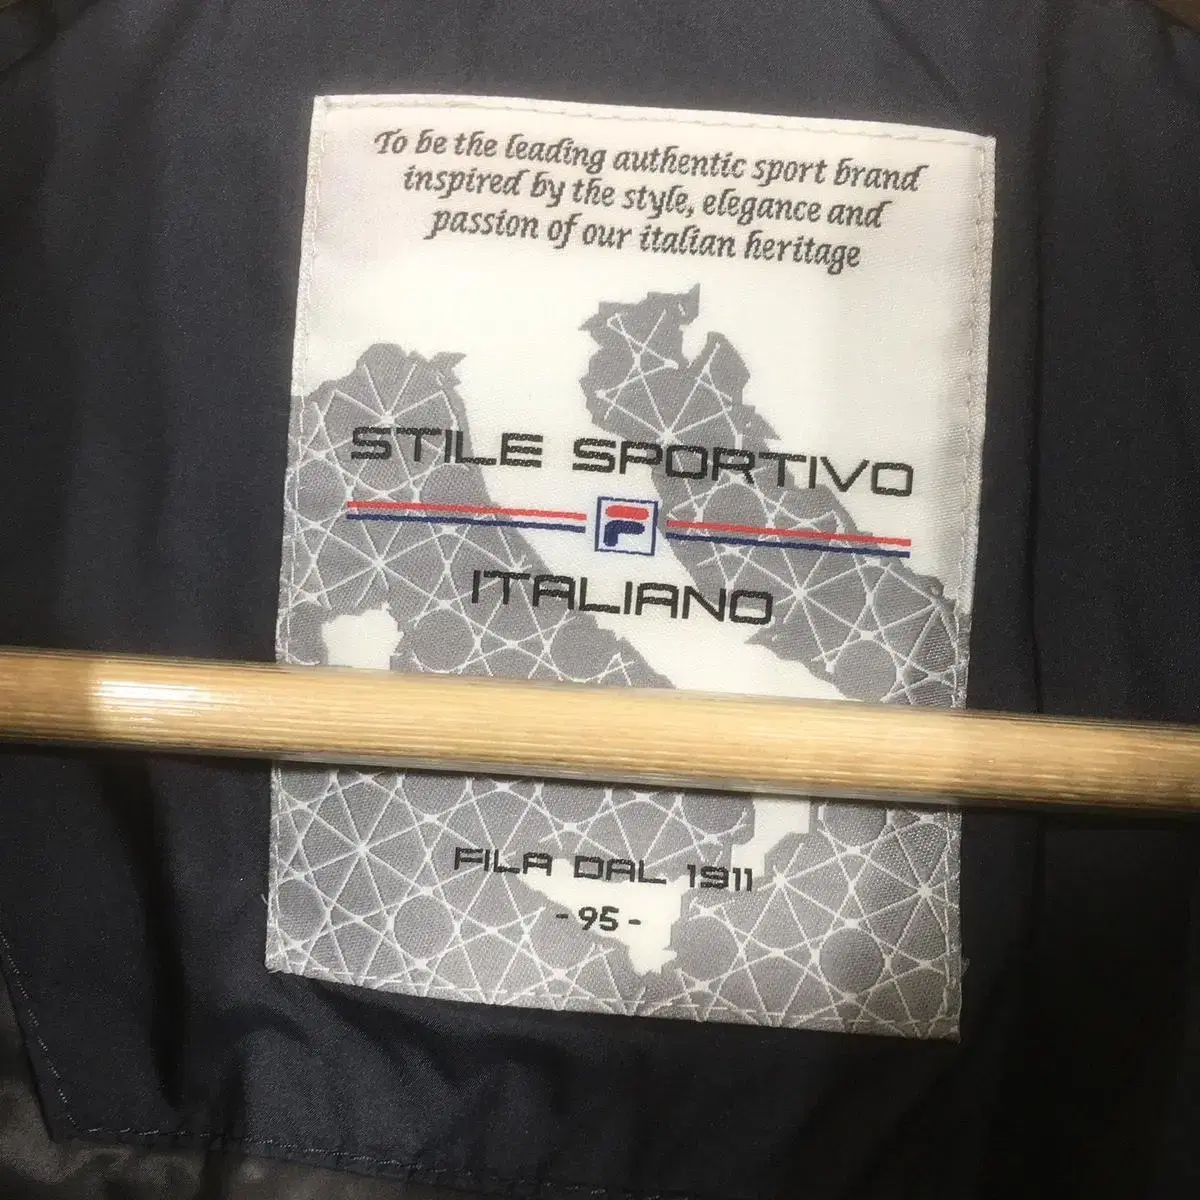 To be the leading authentic sport brand
inspired by the style, elegance and
passion of our italian heritage
STILE SPORTIVO
F
ITALIANO
FILA DAL 1911
- 95 -